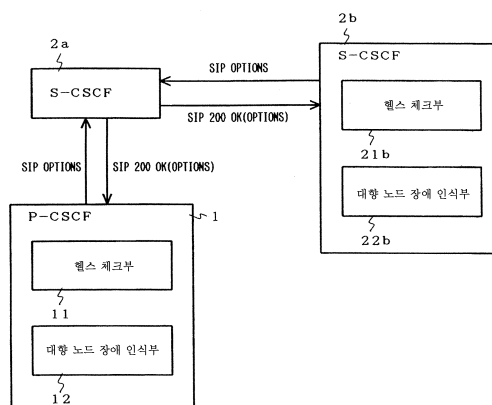 2a
S-CSCF
SIP OPTIONS
SIP 200 OK(OPTIONS)
2b
S-CSCF
헬스 체크부
21b
대향 노드 장애 인식부
22b
SIP OPTIONS
SIP 200 OK(OPTIONS)
P-CSCF
1
헬스 체크부
11
대향 노드 장애 인식부
12